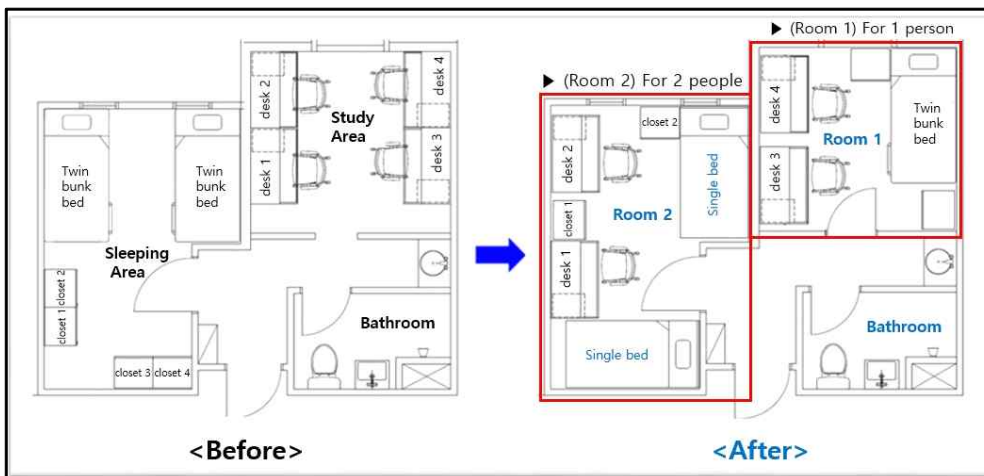 ▶ (Room 1) For 1 person
▶ (Room 2) For 2 people
Twin
bunk
bed
Twin
bunk
bed
Sleeping
Area
closet 2
closet 1
closet 3
closet 4
desk 2
desk 1
Study
Area
desk 4
desk 3
Bathroom
<Before>
desk 2
closet 2
Single bed
Room 2
closet 1
desk 1
Single bed
desk 4
desk 3
Room 1
Twin
bunk
bed
Bathroom
<After>